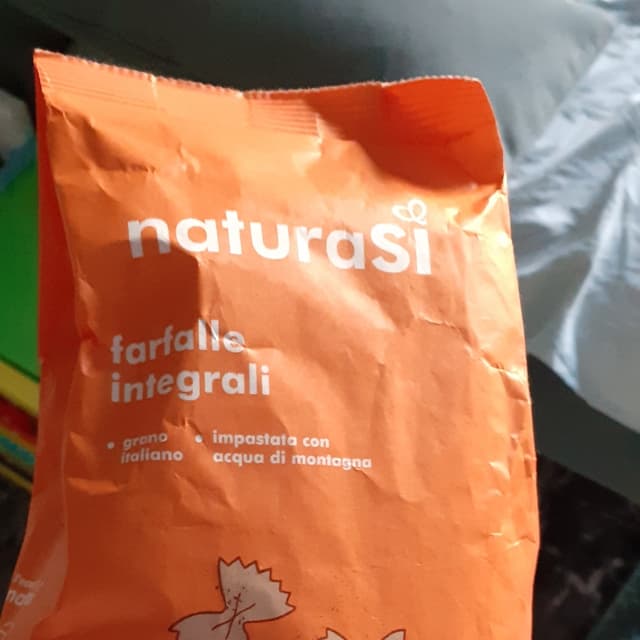 naturaSì
farfalle
integrali
• grano
italiano
• impastata con
acqua di montagna